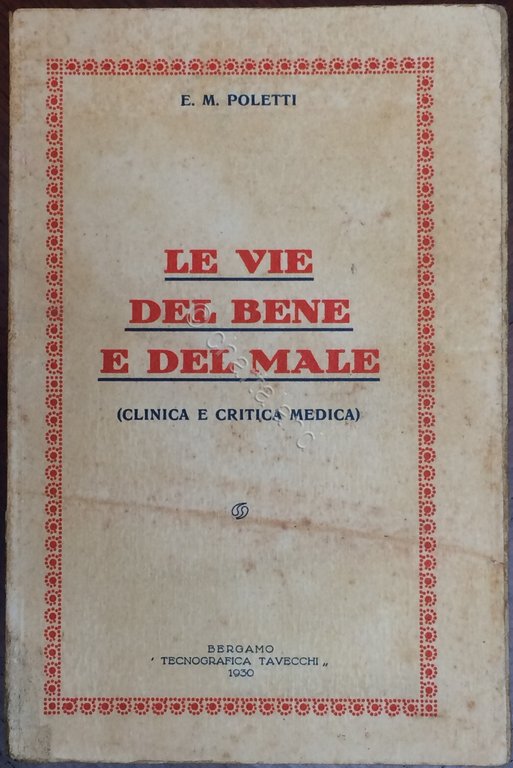 E. M. POLETTI
LE VIE
DEL BENE
E DEL MALE
(CLINICA E CRITICA MEDICA)
BERGAMO
' TECNOGRAFICA TAVECCHI „
1930